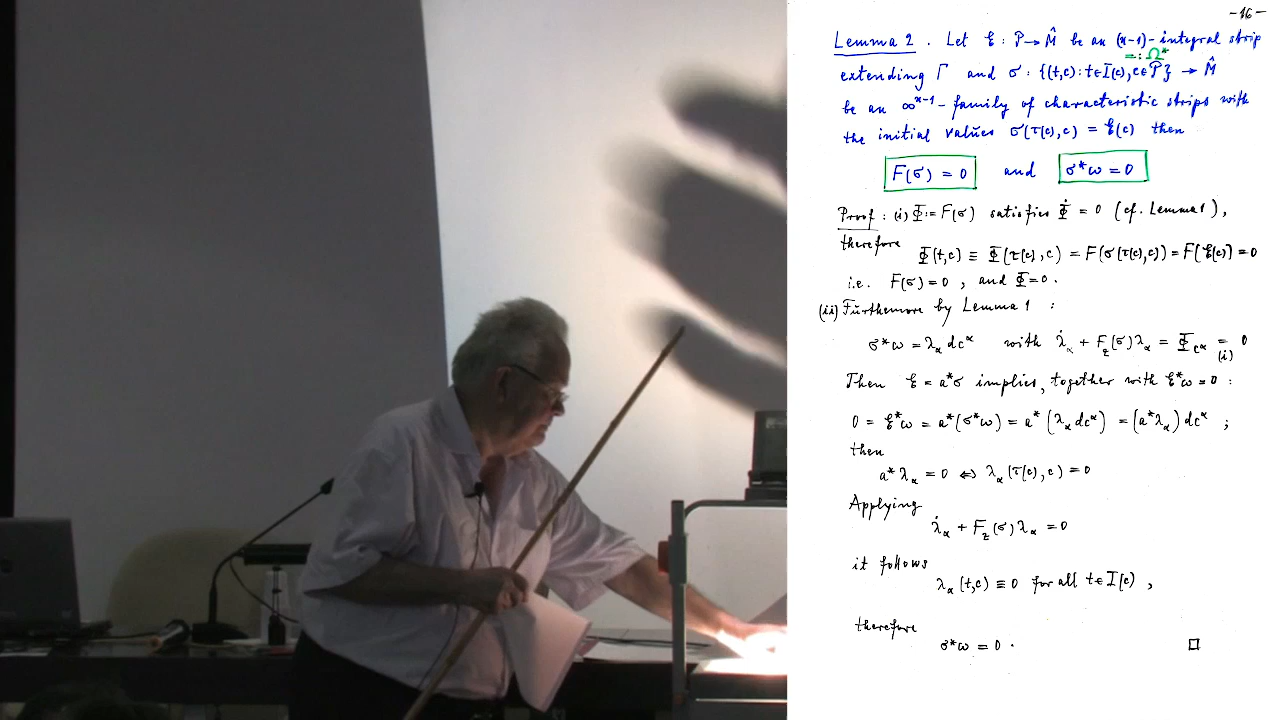 -16-
Lemma 2. Let ℰ : 𝒫 → M̂ be an (n-1)-integral strip
=: Ω*
extending Γ and σ : {(t,c) : t ∈ I(c), c ∈ 𝒫} → M̂
be an ∞ⁿ⁻¹-family of characteristic strips with
the initial values σ(τ(c),c) = ℰ(c) then
F(σ) = 0 and σ*ω = 0
Proof: (i) Φ := F(σ) satisfies Φ̇ = 0 (cf. Lemma 1),
therefore
Φ(t,c) ≡ Φ(τ(c),c) = F(σ(τ(c),c)) = F(ℰ(c)) = 0
i.e. F(σ) = 0, and Φ = 0.
(ii) Furthermore by Lemma 1 :
σ*ω = λ_α dc^α with λ̇_α + F_z(σ)λ_α = Φ_{c^α} = 0
(i)
Then ℰ = a*σ implies, together with ℰ*ω = 0 :
0 = ℰ*ω = a*(σ*ω) = a*(λ_α dc^α) = (a*λ_α) dc^α ;
then
a*λ_α = 0 ⇔ λ_α(τ(c),c) = 0
Applying
λ̇_α + F_z(σ)λ_α = 0
it follows
λ_α(t,c) ≡ 0 for all t ∈ I(c) ,
therefore
σ*ω = 0 . □